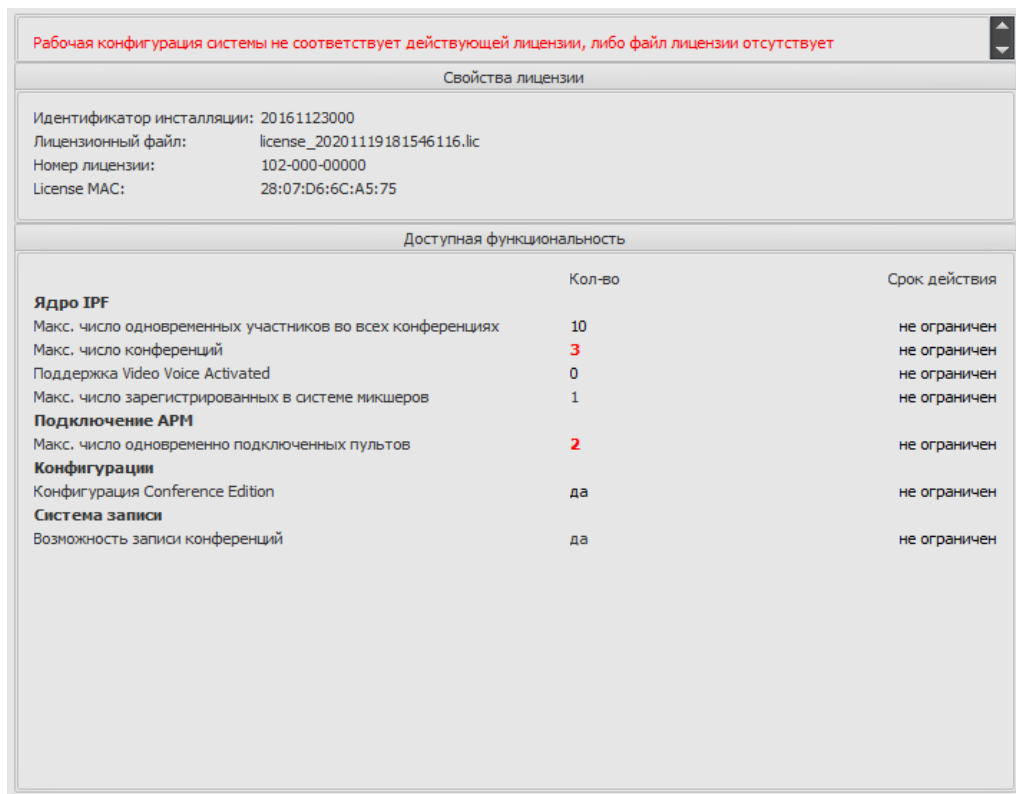 Рабочая конфигурация системы не соответствует действующей лицензии, либо файл лицензии отсутствует
Свойства лицензии
Идентификатор инсталляции: 20161123000
Лицензионный файл: license_20201119181546116.lic
Номер лицензии: 102-000-00000
License MAC: 28:07:D6:6C:A5:75
Доступная функциональность
Кол-во Срок действия
Ядро IPF
Макс. число одновременных участников во всех конференциях 10 не ограничен
Макс. число конференций 3 не ограничен
Поддержка Video Voice Activated 0 не ограничен
Макс. число зарегистрированных в системе микшеров 1 не ограничен
Подключение АРМ
Макс. число одновременно подключенных пультов 2 не ограничен
Конфигурации
Конфигурация Conference Edition да не ограничен
Система записи
Возможность записи конференций да не ограничен